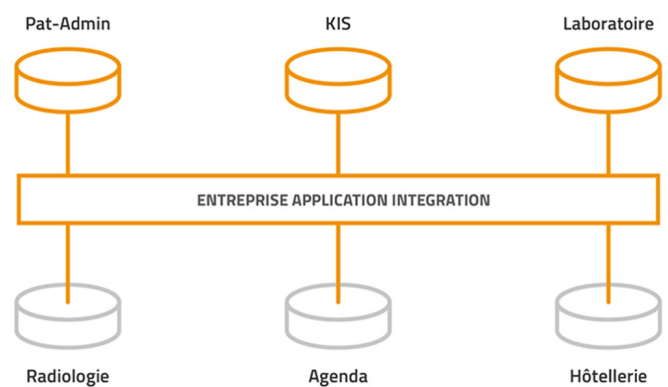 Pat-Admin
KIS
Laboratoire
ENTREPRISE APPLICATION INTEGRATION
Radiologie
Agenda
Hôtellerie